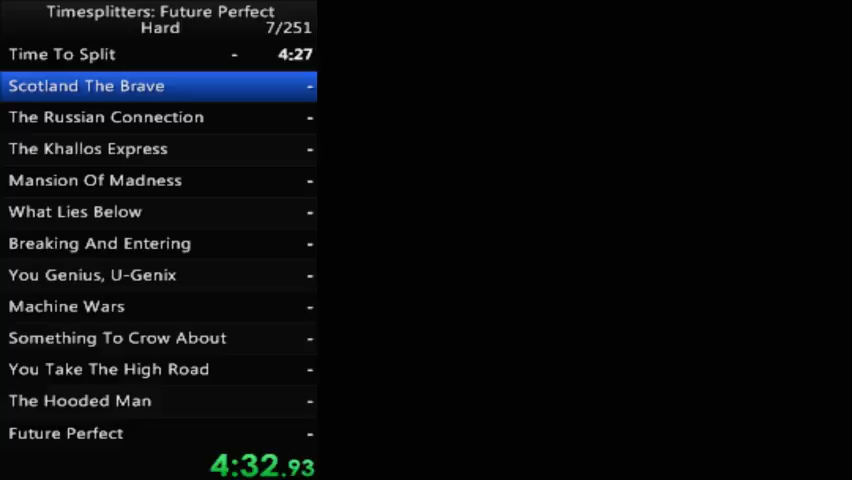 Timesplitters: Future Perfect
Hard 7/251
Time To Split - 4:27
Scotland The Brave -
The Russian Connection -
The Khallos Express -
Mansion Of Madness -
What Lies Below -
Breaking And Entering -
You Genius, U-Genix -
Machine Wars -
Something To Crow About -
You Take The High Road -
The Hooded Man -
Future Perfect -
4:32.93